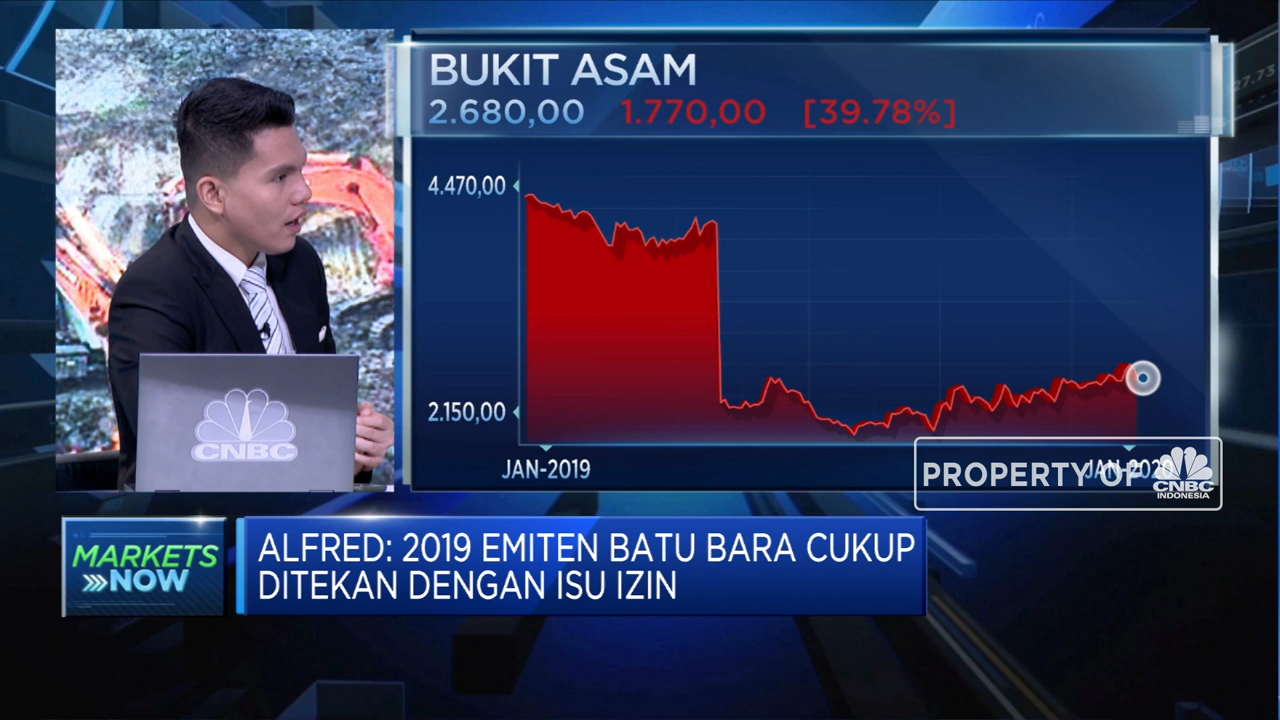 BUKIT ASAM
2.680,00 1.770,00 [39.78%]
4.470,00
2.150,00
JAN-2019
JAN-2020
PROPERTY OF CNBC INDONESIA
CNBC
MARKETS NOW
ALFRED: 2019 EMITEN BATU BARA CUKUP
DITEKAN DENGAN ISU IZIN